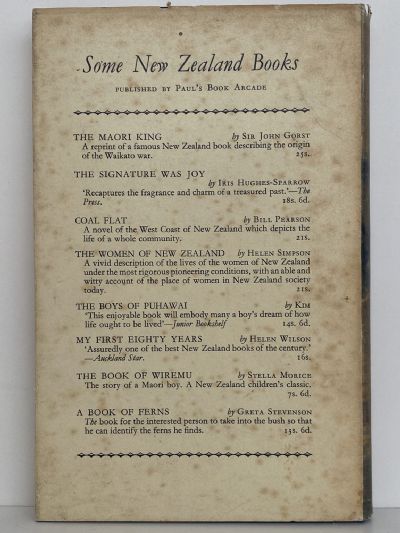 Some New Zealand Books
PUBLISHED BY PAUL'S BOOK ARCADE
THE MAORI KING by SIR JOHN GORST
A reprint of a famous New Zealand book describing the origin
of the Waikato war. 25s.
THE SIGNATURE WAS JOY
by IRIS HUGHES-SPARROW
'Recaptures the fragrance and charm of a treasured past.'—The
Press. 18s. 6d.
COAL FLAT by BILL PEARSON
A novel of the West Coast of New Zealand which depicts the
life of a whole community. 21s.
THE WOMEN OF NEW ZEALAND by HELEN SIMPSON
A vivid description of the lives of the women of New Zealand
under the most rigorous pioneering conditions, with an able and
witty account of the place of women in New Zealand society
today. 21s.
THE BOYS OF PUHAWAI by KIM
'This enjoyable book will embody many a boy's dream of how
life ought to be lived'—Junior Bookshelf 14s. 6d.
MY FIRST EIGHTY YEARS by HELEN WILSON
'Assuredly one of the best New Zealand books of the century.'
—Auckland Star. 16s.
THE BOOK OF WIREMU by STELLA MORICE
The story of a Maori boy. A New Zealand children's classic.
7s. 6d.
A BOOK OF FERNS by GRETA STEVENSON
The book for the interested person to take into the bush so that
he can identify the ferns he finds. 13s. 6d.